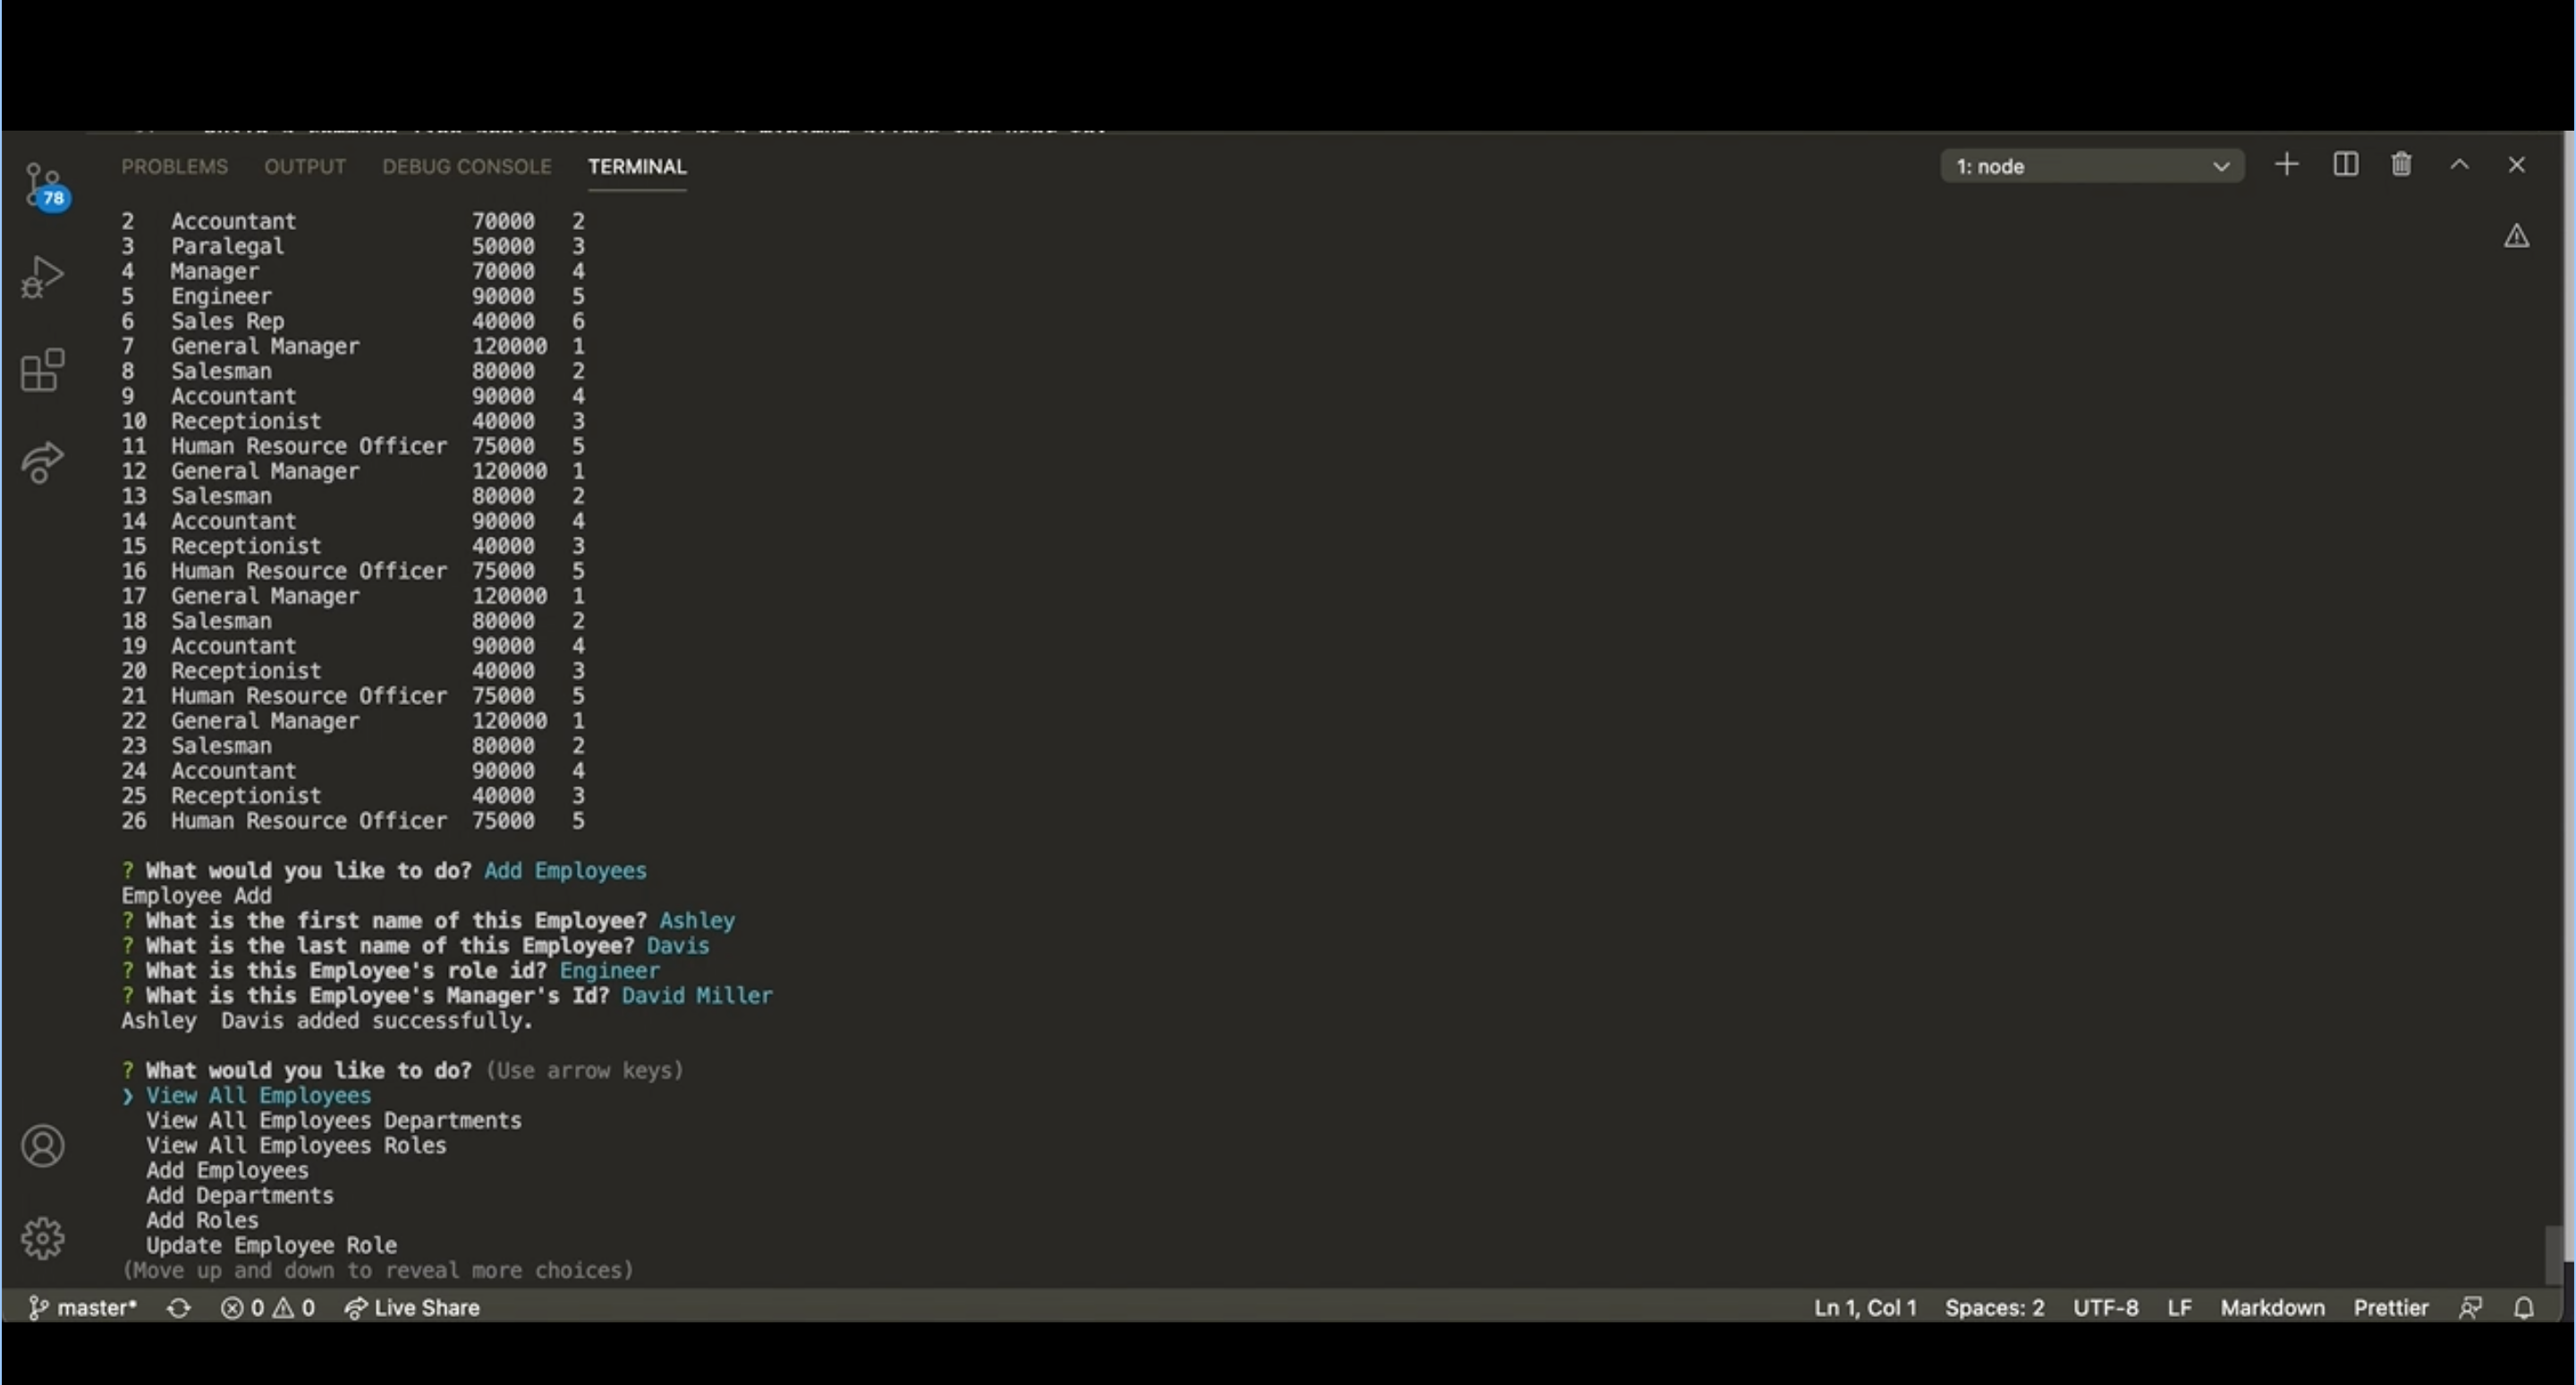 PROBLEMS OUTPUT DEBUG CONSOLE TERMINAL 1: node
78
2 Accountant 70000 2
3 Paralegal 50000 3
4 Manager 70000 4
5 Engineer 90000 5
6 Sales Rep 40000 6
7 General Manager 120000 1
8 Salesman 80000 2
9 Accountant 90000 4
10 Receptionist 40000 3
11 Human Resource Officer 75000 5
12 General Manager 120000 1
13 Salesman 80000 2
14 Accountant 90000 4
15 Receptionist 40000 3
16 Human Resource Officer 75000 5
17 General Manager 120000 1
18 Salesman 80000 2
19 Accountant 90000 4
20 Receptionist 40000 3
21 Human Resource Officer 75000 5
22 General Manager 120000 1
23 Salesman 80000 2
24 Accountant 90000 4
25 Receptionist 40000 3
26 Human Resource Officer 75000 5
? What would you like to do? Add Employees
Employee Add
? What is the first name of this Employee? Ashley
? What is the last name of this Employee? Davis
? What is this Employee's role id? Engineer
? What is this Employee's Manager's Id? David Miller
Ashley  Davis added successfully.
? What would you like to do? (Use arrow keys)
❯ View All Employees
View All Employees Departments
View All Employees Roles
Add Employees
Add Departments
Add Roles
Update Employee Role
(Move up and down to reveal more choices)
master* 0 0 Live Share Ln 1, Col 1 Spaces: 2 UTF-8 LF Markdown Prettier